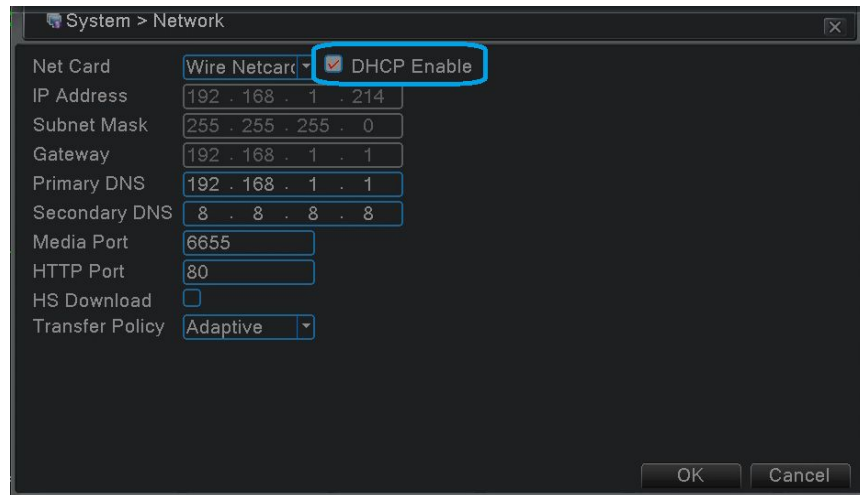 System > Network
Net Card Wire Netcarc DHCP Enable
IP Address 192 . 168 . 1 . 214
Subnet Mask 255 . 255 . 255 . 0
Gateway 192 . 168 . 1 . 1
Primary DNS 192 . 168 . 1 . 1
Secondary DNS 8 . 8 . 8 . 8
Media Port 6655
HTTP Port 80
HS Download
Transfer Policy Adaptive
OK Cancel